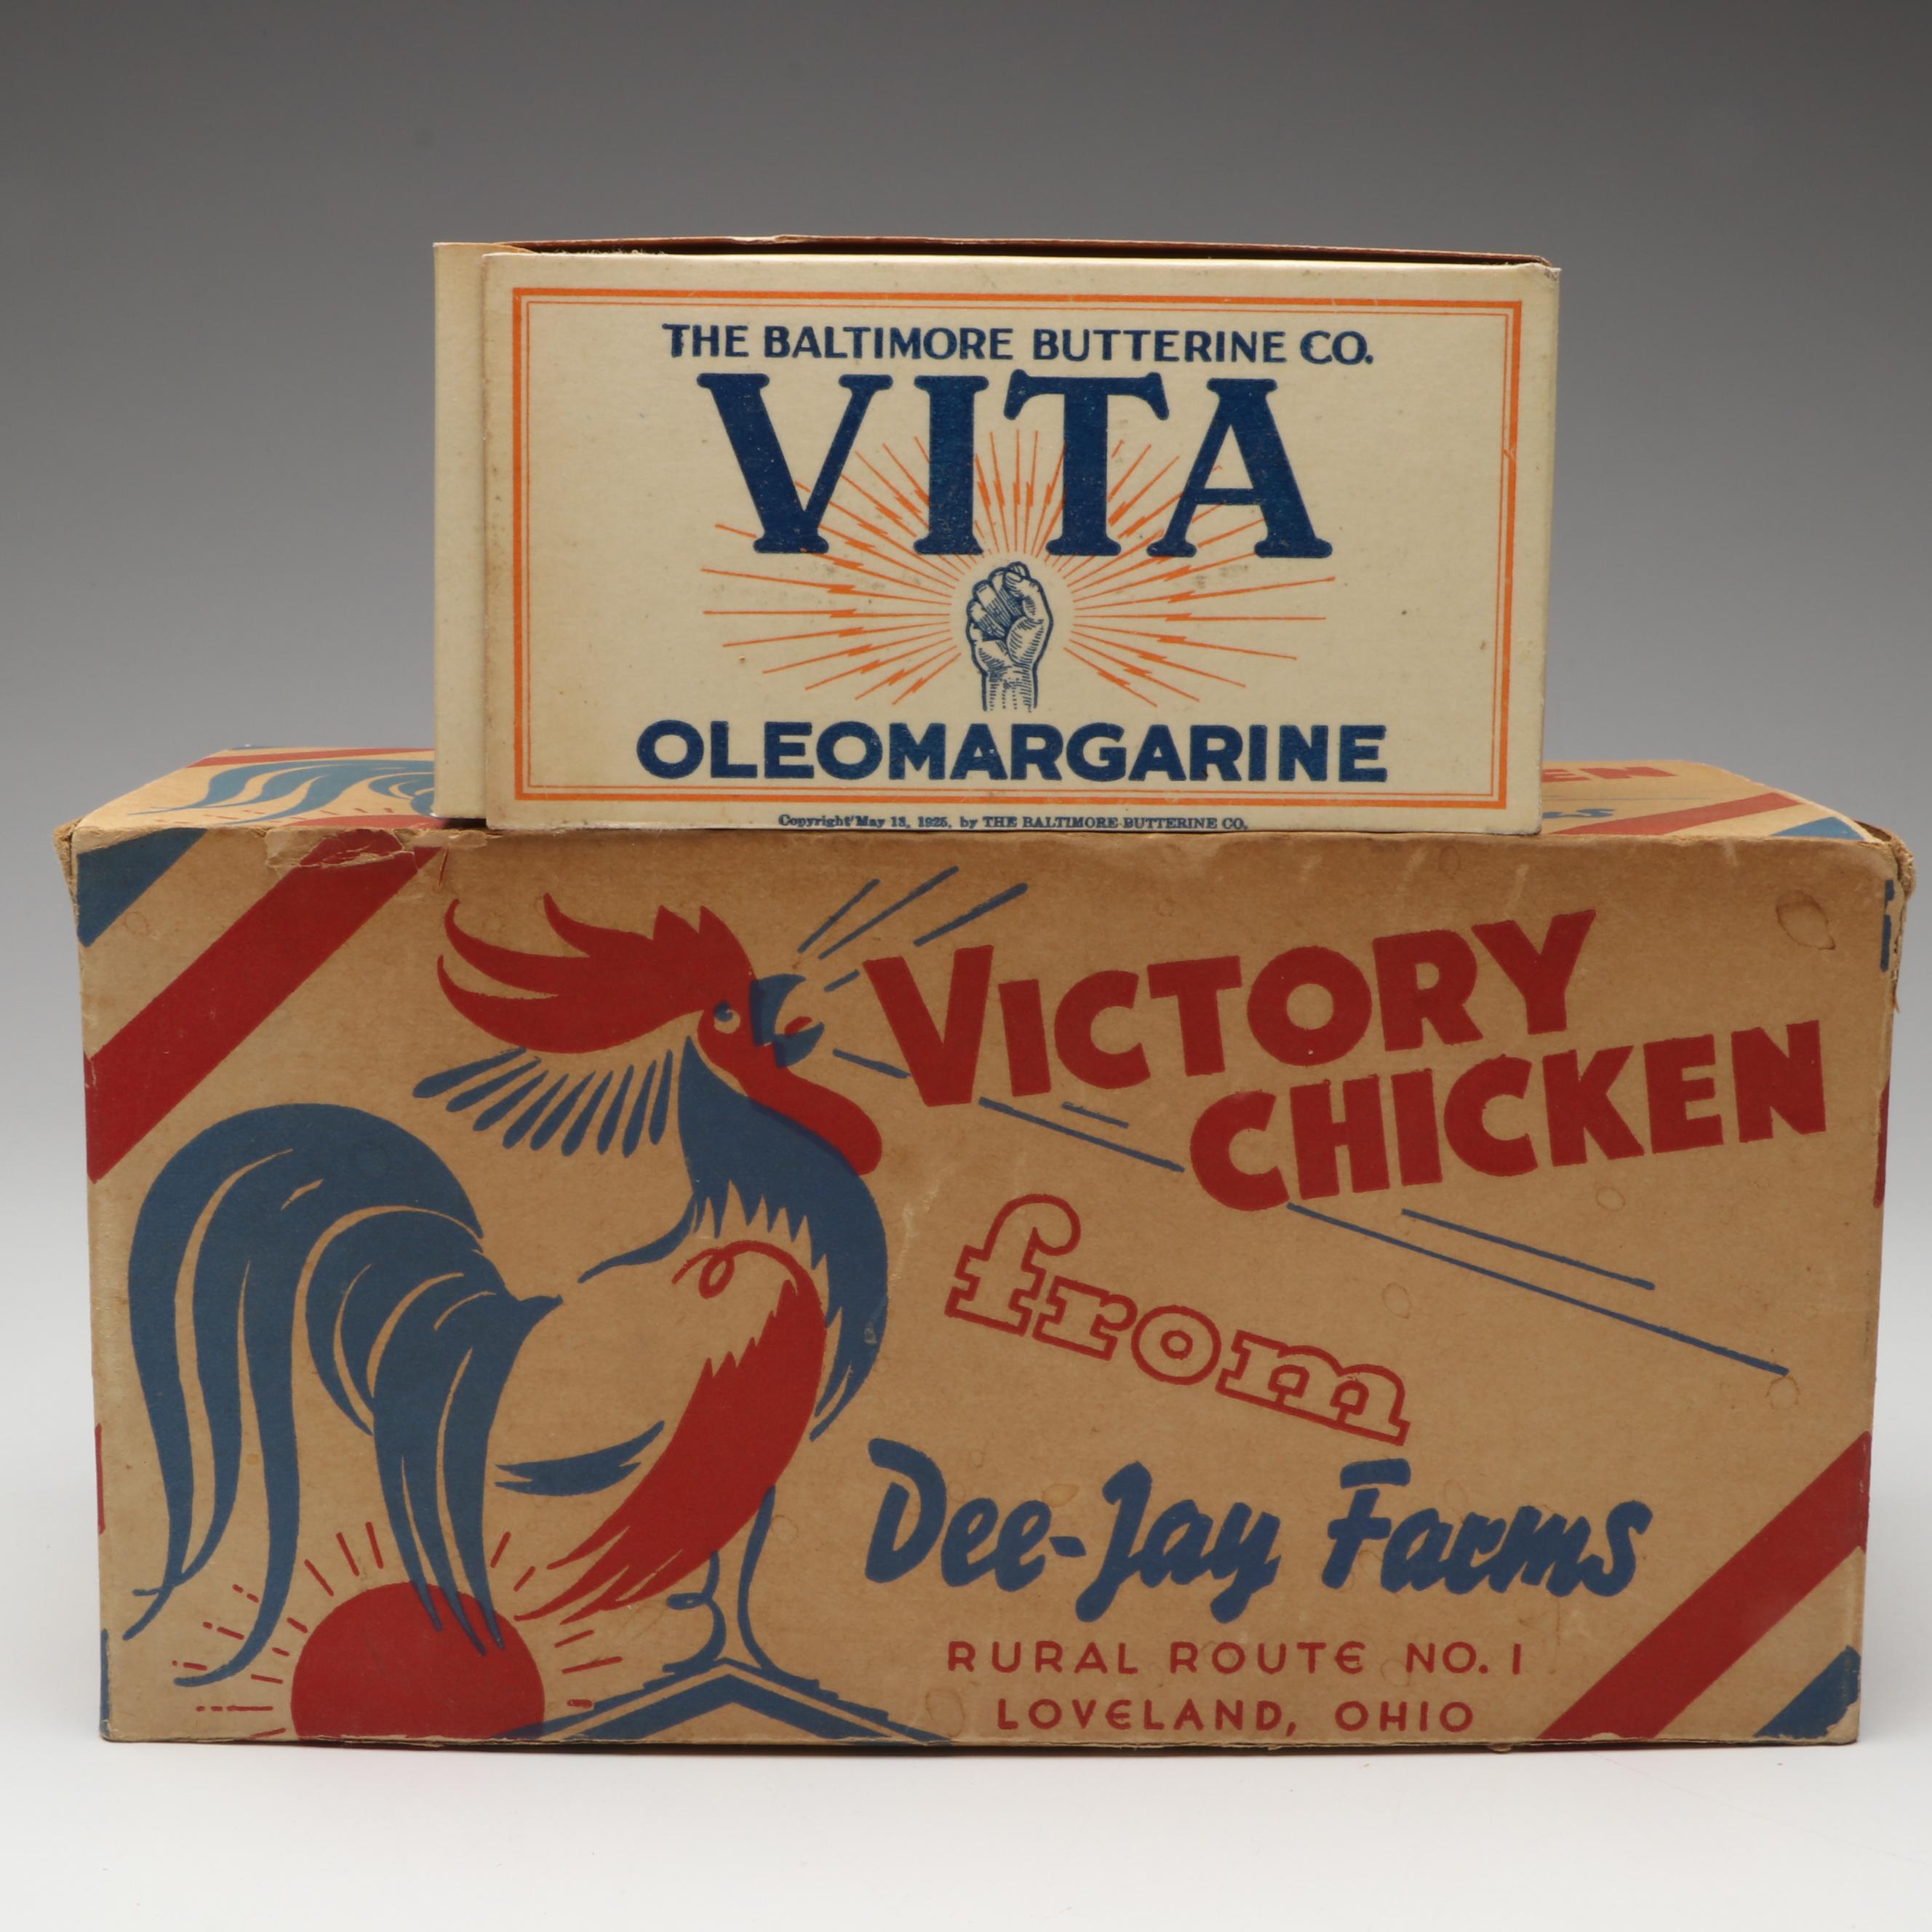 THE BALTIMORE BUTTERINE CO.
VITA
OLEOMARGARINE
Copyright May 13, 1925, by THE BALTIMORE BUTTERINE CO.
VICTORY
CHICKEN
from
Dee-Jay Farms
RURAL ROUTE NO. 1
LOVELAND, OHIO